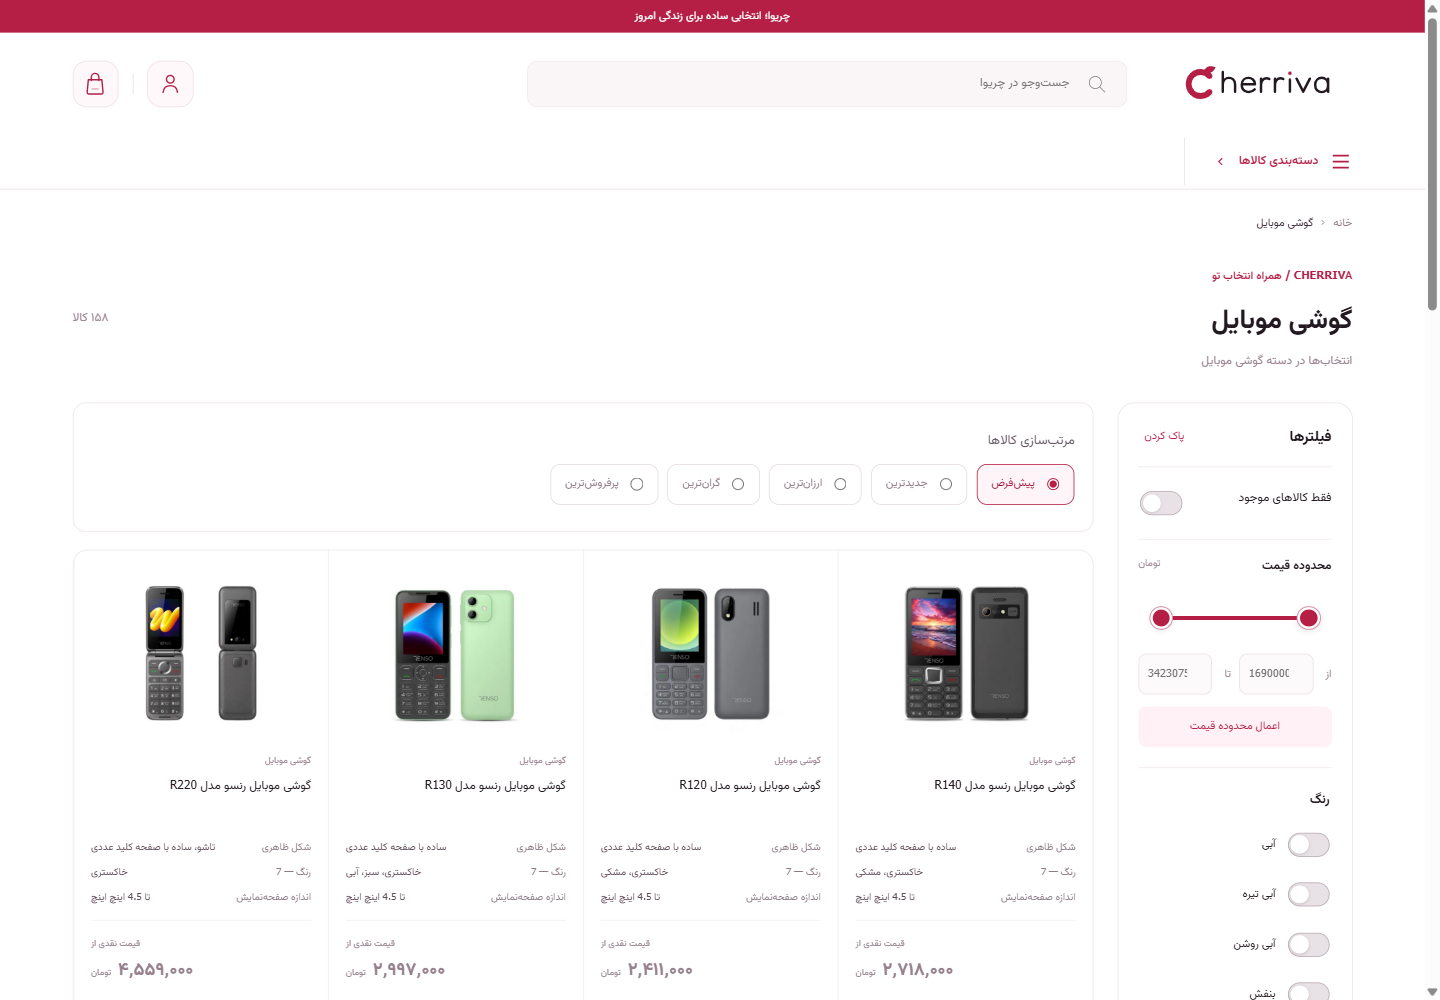 چریوا؛ انتخابی ساده برای زندگی امروز
Cherriva
جست‌وجو در چریوا
دسته‌بندی کالاها
خانه › گوشی موبایل
CHERRIVA / همراه انتخاب تو
گوشی موبایل
۱۵۸ کالا
انتخاب‌ها در دسته گوشی موبایل
فیلترها
پاک کردن
فقط کالاهای موجود
محدوده قیمت
تومان
از
1690000
تا
3423075
اعمال محدوده قیمت
رنگ
آبی
آبی تیره
آبی روشن
بنفش
مرتب‌سازی کالاها
پیش‌فرض
جدیدترین
ارزان‌ترین
گران‌ترین
پرفروش‌ترین
گوشی موبایل
گوشی موبایل رنسو مدل R140
شکل ظاهری ساده با صفحه کلید عددی
رنگ — 7 خاکستری، مشکی
اندازه صفحه‌نمایش تا 4.5 اینچ اینچ
قیمت نقدی از
۲,۷۱۸,۰۰۰ تومان
گوشی موبایل
گوشی موبایل رنسو مدل R120
شکل ظاهری ساده با صفحه کلید عددی
رنگ — 7 خاکستری، مشکی
اندازه صفحه‌نمایش تا 4.5 اینچ اینچ
قیمت نقدی از
۲,۴۱۱,۰۰۰ تومان
گوشی موبایل
گوشی موبایل رنسو مدل R130
شکل ظاهری ساده با صفحه کلید عددی
رنگ — 7 خاکستری، سبز، آبی
اندازه صفحه‌نمایش تا 4.5 اینچ اینچ
قیمت نقدی از
۲,۹۹۷,۰۰۰ تومان
گوشی موبایل
گوشی موبایل رنسو مدل R220
شکل ظاهری تاشو، ساده با صفحه کلید عددی
رنگ — 7 خاکستری
اندازه صفحه‌نمایش تا 4.5 اینچ اینچ
قیمت نقدی از
۴,۵۵۹,۰۰۰ تومان